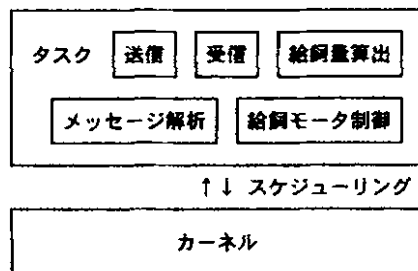 タスク 送信 受信 給餌量算出
メッセージ解析 給餌モータ制御
↑↓ スケジューリング
カーネル